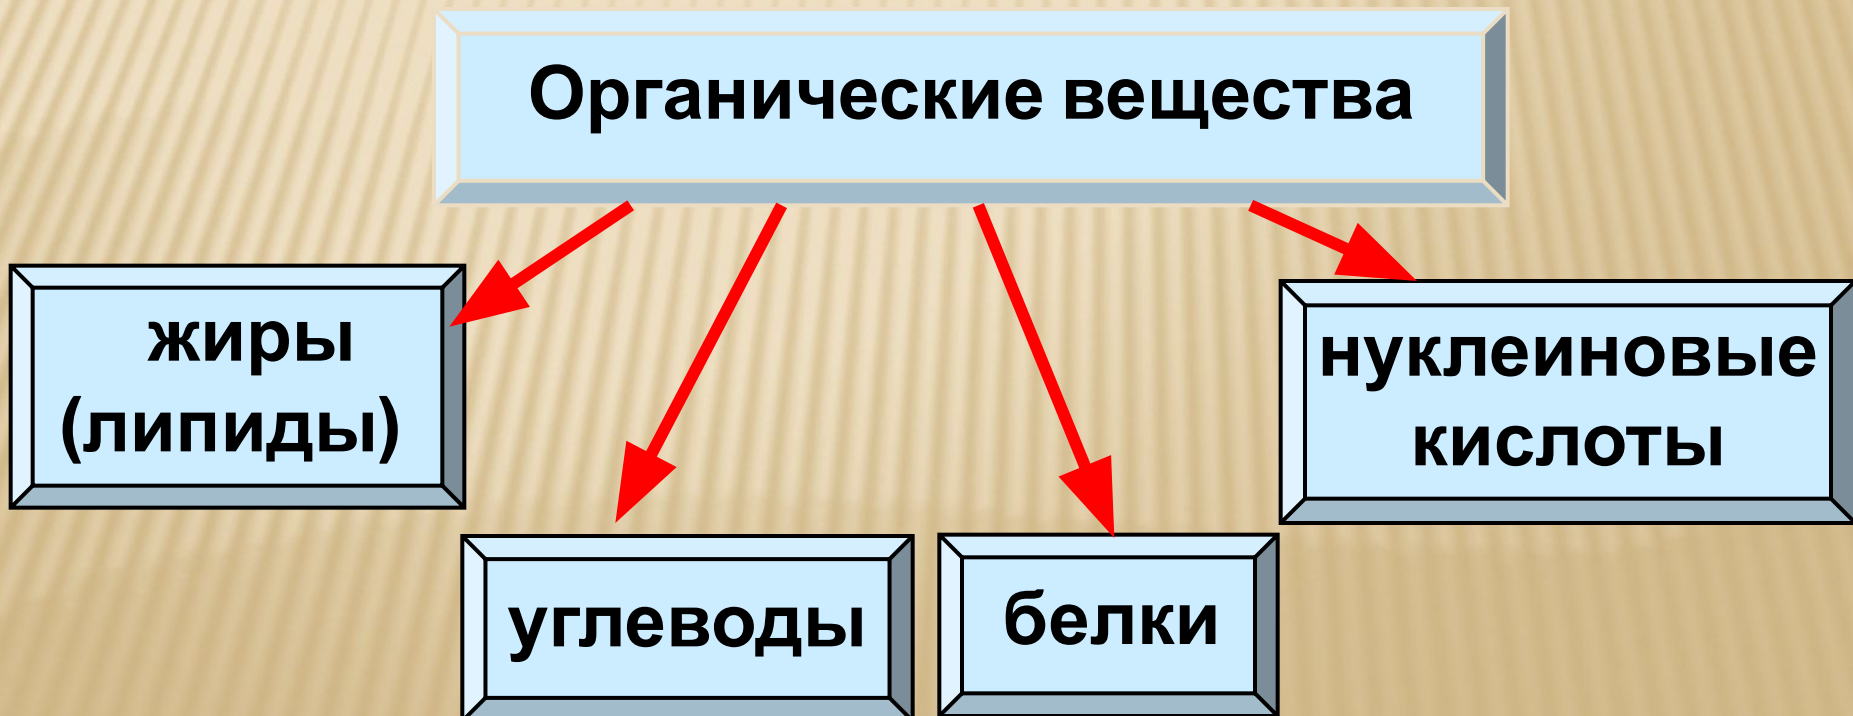 Органические вещества
жиры
(липиды)
нуклеиновые
кислоты
углеводы
белки